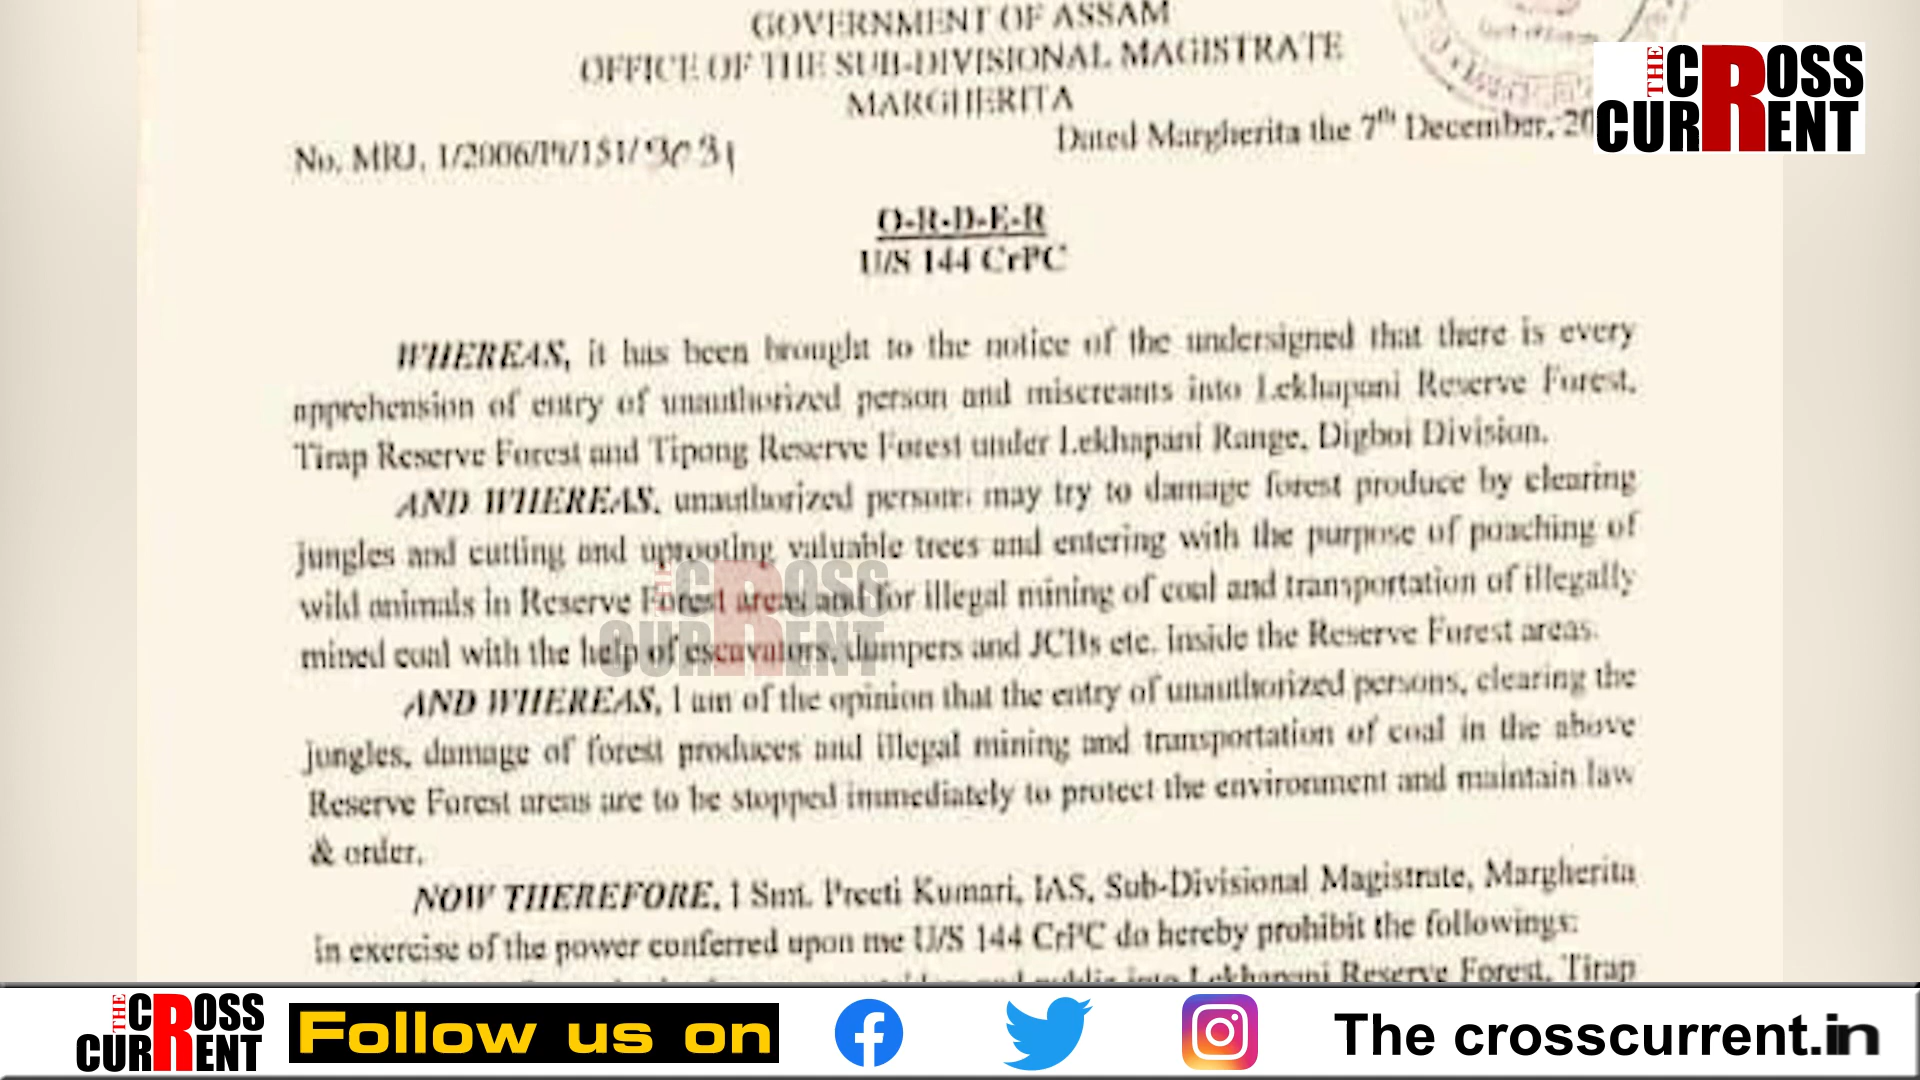 GOVERNMENT OF ASSAM
OFFICE OF THE SUB-DIVISIONAL MAGISTRATE
MARGHERITA
No. MRJ. 1/2006/Pt/151/3031
Dated Margherita the 7th December, 20
THE CROSS
CURRENT
O-R-D-E-R
U/S 144 CrPC
WHEREAS, it has been brought to the notice of the undersigned that there is every
apprehension of entry of unauthorized person and miscreants into Lekhapani Reserve Forest,
Tirap Reserve Forest and Tipong Reserve Forest under Lekhapani Range, Digboi Division.
AND WHEREAS, unauthorized persons may try to damage forest produce by clearing
jungles and cutting and uprooting valuable trees and entering with the purpose of poaching of
wild animals in Reserve Forest areas and for illegal mining of coal and transportation of illegally
mined coal with the help of escavators, dumpers and JCBs etc. inside the Reserve Forest areas.
THE CROSS
CURRENT
AND WHEREAS, I am of the opinion that the entry of unauthorized persons, clearing the
jungles, damage of forest produces and illegal mining and transportation of coal in the above
Reserve Forest areas are to be stopped immediately to protect the environment and maintain law
& order,
NOW THEREFORE, I Smt. Preeti Kumari, IAS, Sub-Divisional Magistrate, Margherita
in exercise of the power conferred upon me U/S 144 CrPC do hereby prohibit the followings:
and public into Lekhapani Reserve Forest, Tirap
THE CROSS
CURRENT
Follow us on
The crosscurrent.in